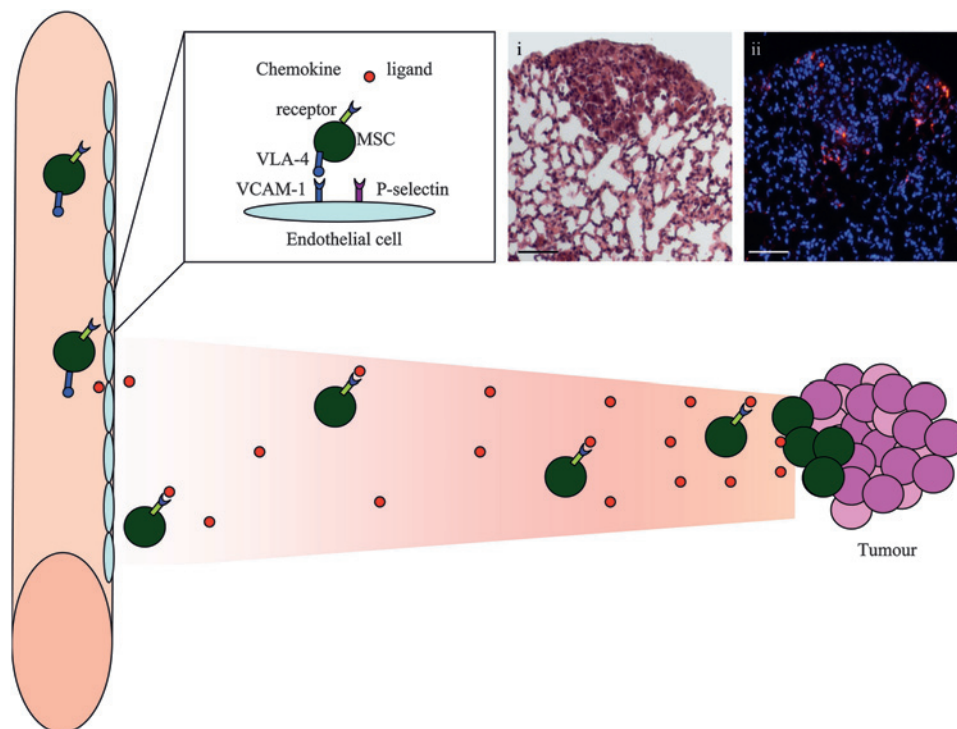 Chemokine ligand
receptor
MSC
VLA-4
VCAM-1 P-selectin
Endothelial cell
i
ii
Tumour